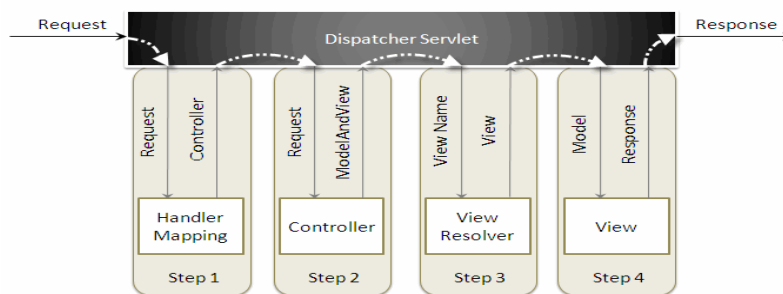 Request
Dispatcher Servlet
Response
Request
Controller
Request
ModelAndView
View Name
View
Model
Response
Handler
Mapping
Controller
View
Resolver
View
Step 1
Step 2
Step 3
Step 4